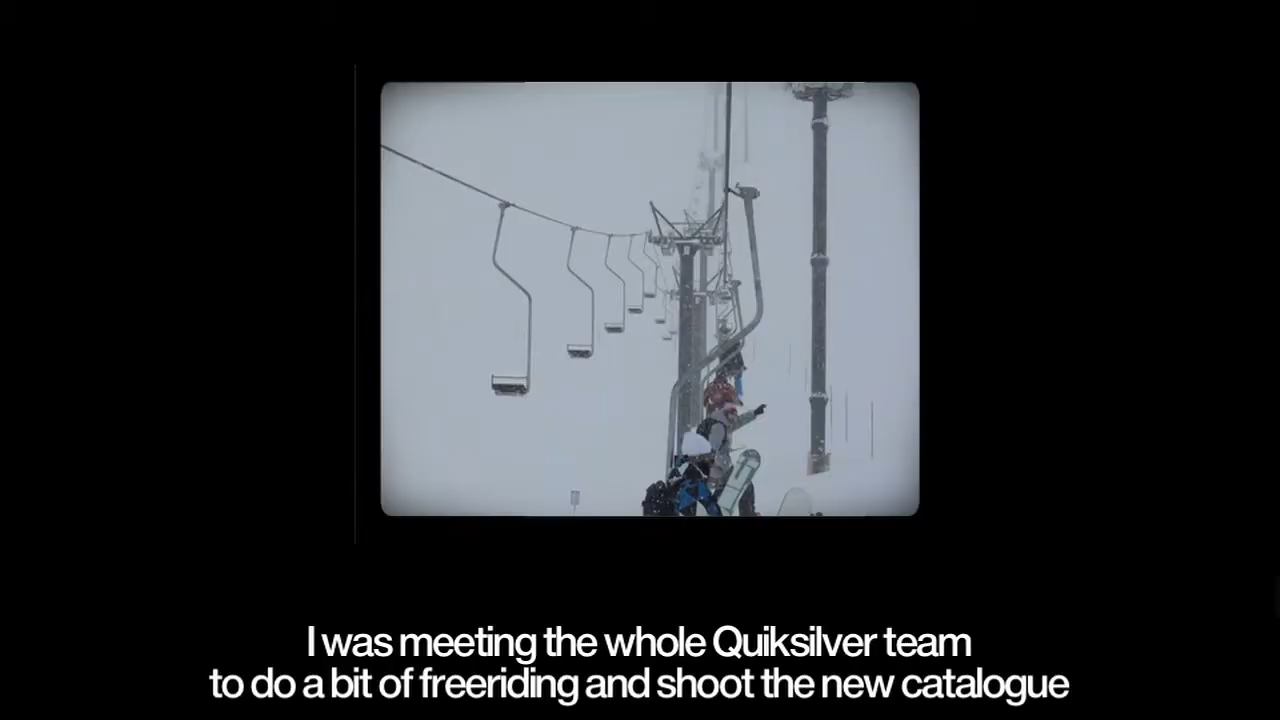 I was meeting the whole Quiksilver team
to do a bit of freeriding and shoot the new catalogue